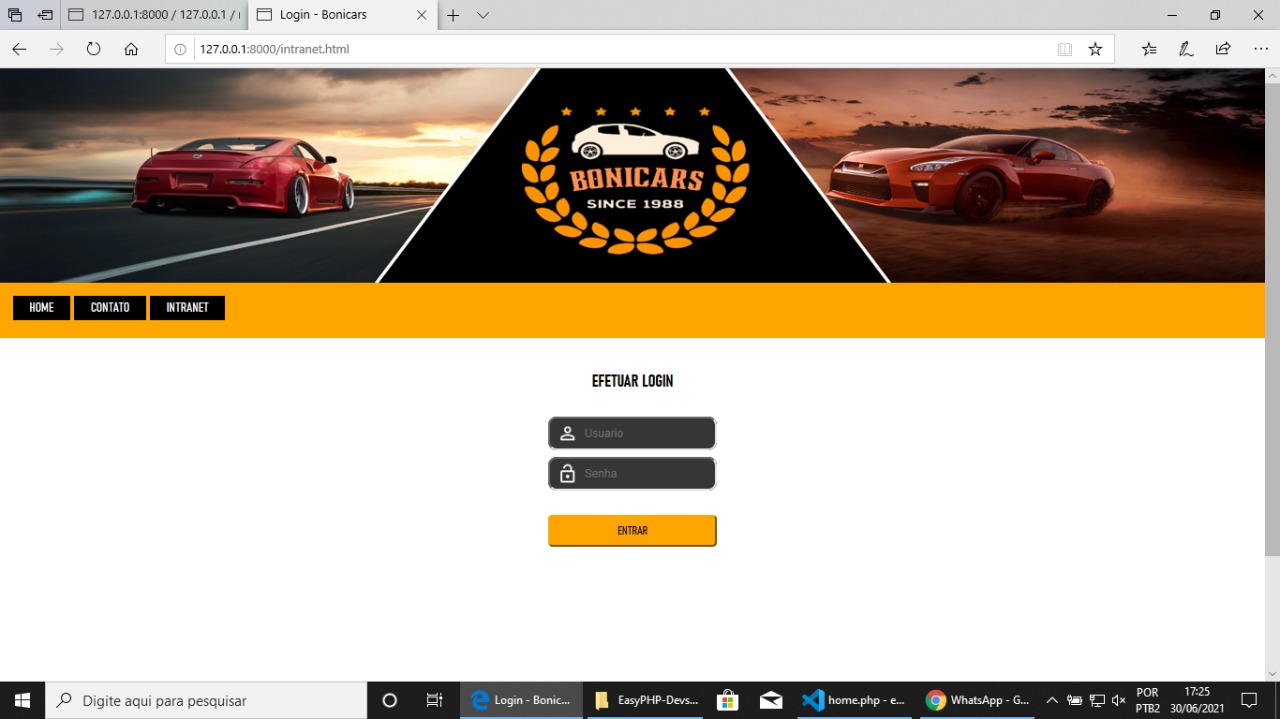 127.0.0.1:8000 / 127.0.0.1 /
Login - Bonicars
127.0.0.1:8000/intranet.html
BONICARS
SINCE 1988
HOME
CONTATO
INTRANET
EFETUAR LOGIN
Usuario
Senha
ENTRAR
Digite aqui para pesquisar
Login - Bonic...
EasyPHP-Devs...
home.php - e...
WhatsApp - G...
POR
PTB2
17:25
30/06/2021